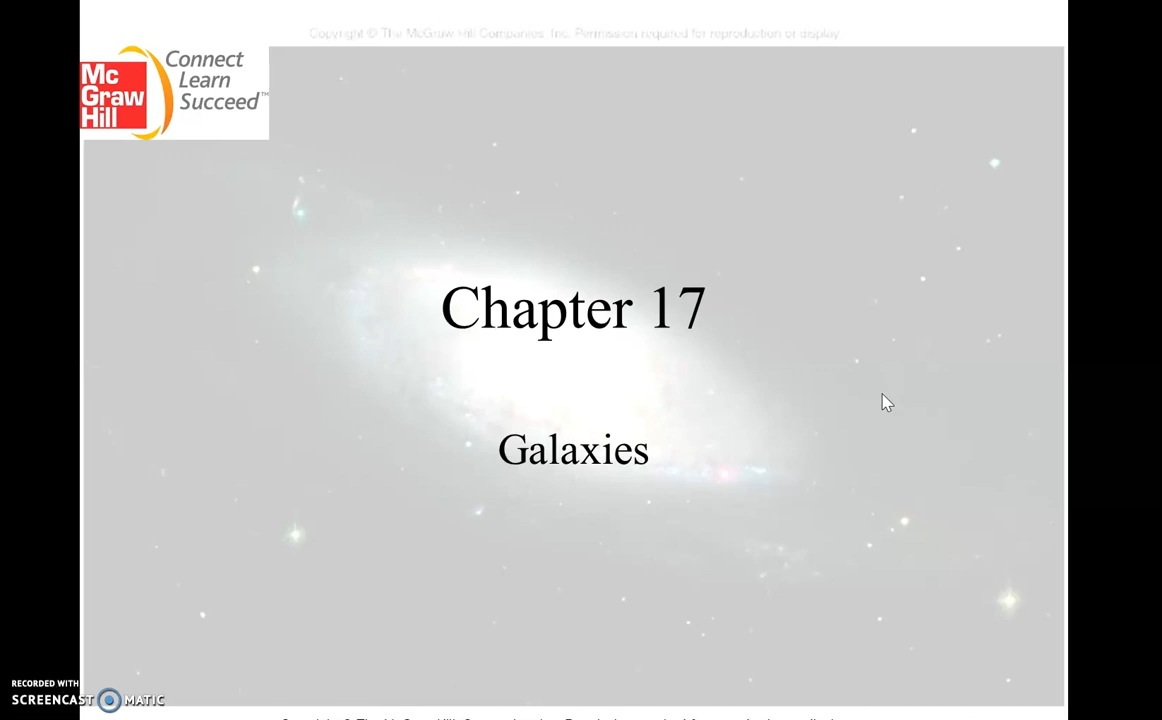 Copyright © The McGraw-Hill Companies, Inc. Permission required for reproduction or display
Mc
Graw
Hill
Connect
Learn
Succeed™
Chapter 17
Galaxies
RECORDED WITH
SCREENCAST MATIC